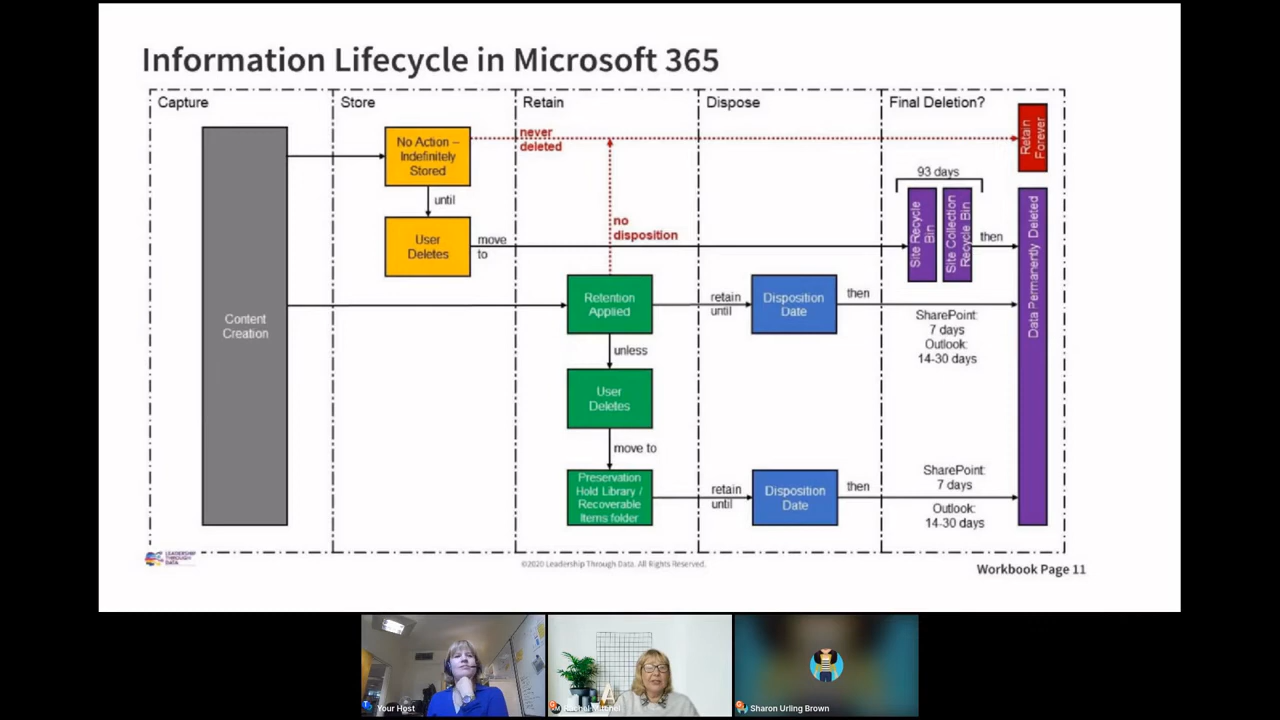 Information Lifecycle in Microsoft 365
Capture
Store
Retain
Dispose
Final Deletion?
Content
Creation
No Action –
Indefinitely
Stored
until
User
Deletes
move
to
never
deleted
no
disposition
Retention
Applied
unless
User
Deletes
move to
Preservation
Hold Library /
Recoverable
Items folder
retain
until
Disposition
Date
then
retain
until
Disposition
Date
then
93 days
Site Recycle
Bin
Site Collection
Recycle Bin
then
SharePoint:
7 days
Outlook:
14-30 days
SharePoint:
7 days
Outlook:
14-30 days
Retain
Forever
Data Permanently Deleted
LEADERSHIP
THROUGH
DATA
©2020 Leadership Through Data. All Rights Reserved.
Workbook Page 11
Your Host
Sharon Urling Brown